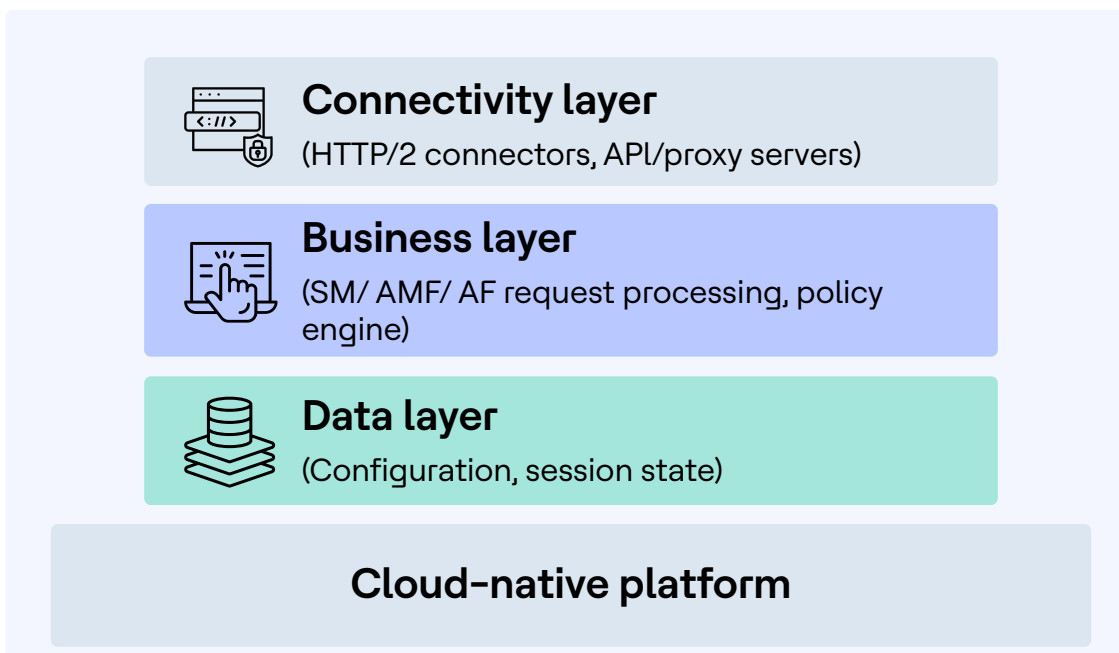 <://>
Connectivity layer
(HTTP/2 connectors, API/proxy servers)
Business layer
(SM/ AMF/ AF request processing, policy
engine)
Data layer
(Configuration, session state)
Cloud-native platform